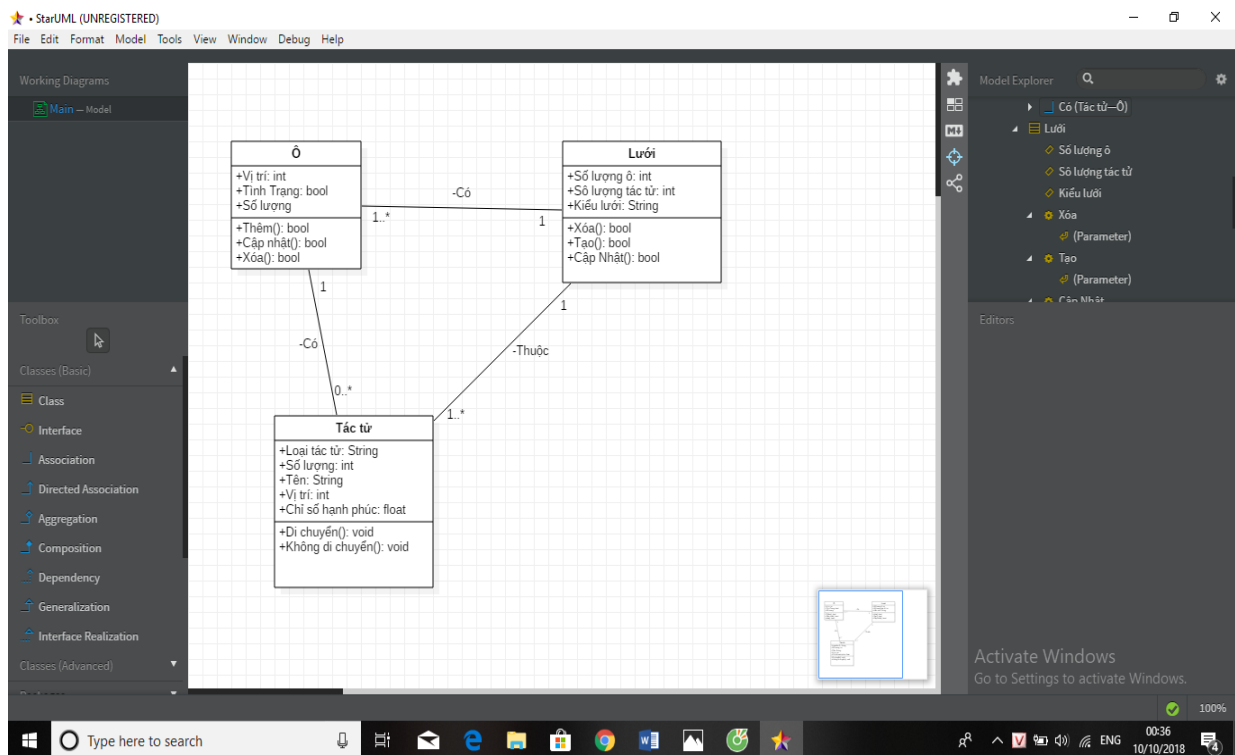 • StarUML (UNREGISTERED)
File Edit Format Model Tools View Window Debug Help
Working Diagrams
Main — Model
Toolbox
Classes (Basic)
Class
Interface
Association
Directed Association
Aggregation
Composition
Dependency
Generalization
Interface Realization
Classes (Advanced)
Ô
+Vị trí: int
+Tình Trạng: bool
+Số lượng
+Thêm(): bool
+Cập nhật(): bool
+Xóa(): bool
-Có
1..*
1
Lưới
+Số lượng ô: int
+Sô lượng tác tử: int
+Kiểu lưới: String
+Xóa(): bool
+Tạo(): bool
+Cập Nhật(): bool
1
-Có
0..*
1
-Thuộc
1..*
Tác tử
+Loại tác tử: String
+Số lượng: int
+Tên: String
+Vị trí: int
+Chỉ số hạnh phúc: float
+Di chuyển(): void
+Không di chuyển(): void
Model Explorer
Có (Tác tử—Ô)
Lưới
Số lượng ô
Sô lượng tác tử
Kiểu lưới
Xóa
(Parameter)
Tạo
(Parameter)
Cập Nhật
Editors
Activate Windows
Go to Settings to activate Windows.
100%
Type here to search
ENG
00:36
10/10/2018